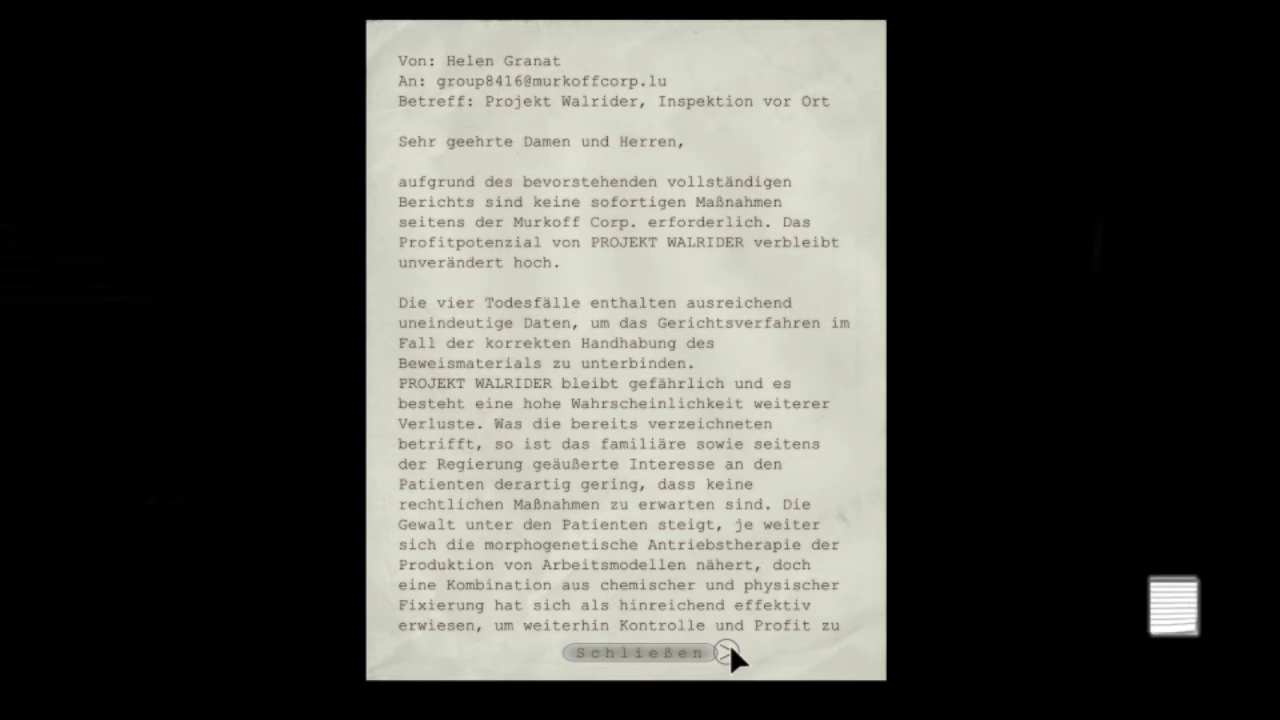 Von: Helen Granat
An: group8416@murkoffcorp.lu
Betreff: Projekt Walrider, Inspektion vor Ort
Sehr geehrte Damen und Herren,
aufgrund des bevorstehenden vollständigen
Berichts sind keine sofortigen Maßnahmen
seitens der Murkoff Corp. erforderlich. Das
Profitpotenzial von PROJEKT WALRIDER verbleibt
unverändert hoch.
Die vier Todesfälle enthalten ausreichend
uneindeutige Daten, um das Gerichtsverfahren im
Fall der korrekten Handhabung des
Beweismaterials zu unterbinden.
PROJEKT WALRIDER bleibt gefährlich und es
besteht eine hohe Wahrscheinlichkeit weiterer
Verluste. Was die bereits verzeichneten
betrifft, so ist das familiäre sowie seitens
der Regierung geäußerte Interesse an den
Patienten derartig gering, dass keine
rechtlichen Maßnahmen zu erwarten sind. Die
Gewalt unter den Patienten steigt, je weiter
sich die morphogenetische Antriebstherapie der
Produktion von Arbeitsmodellen nähert, doch
eine Kombination aus chemischer und physischer
Fixierung hat sich als hinreichend effektiv
erwiesen, um weiterhin Kontrolle und Profit zu
Schließen